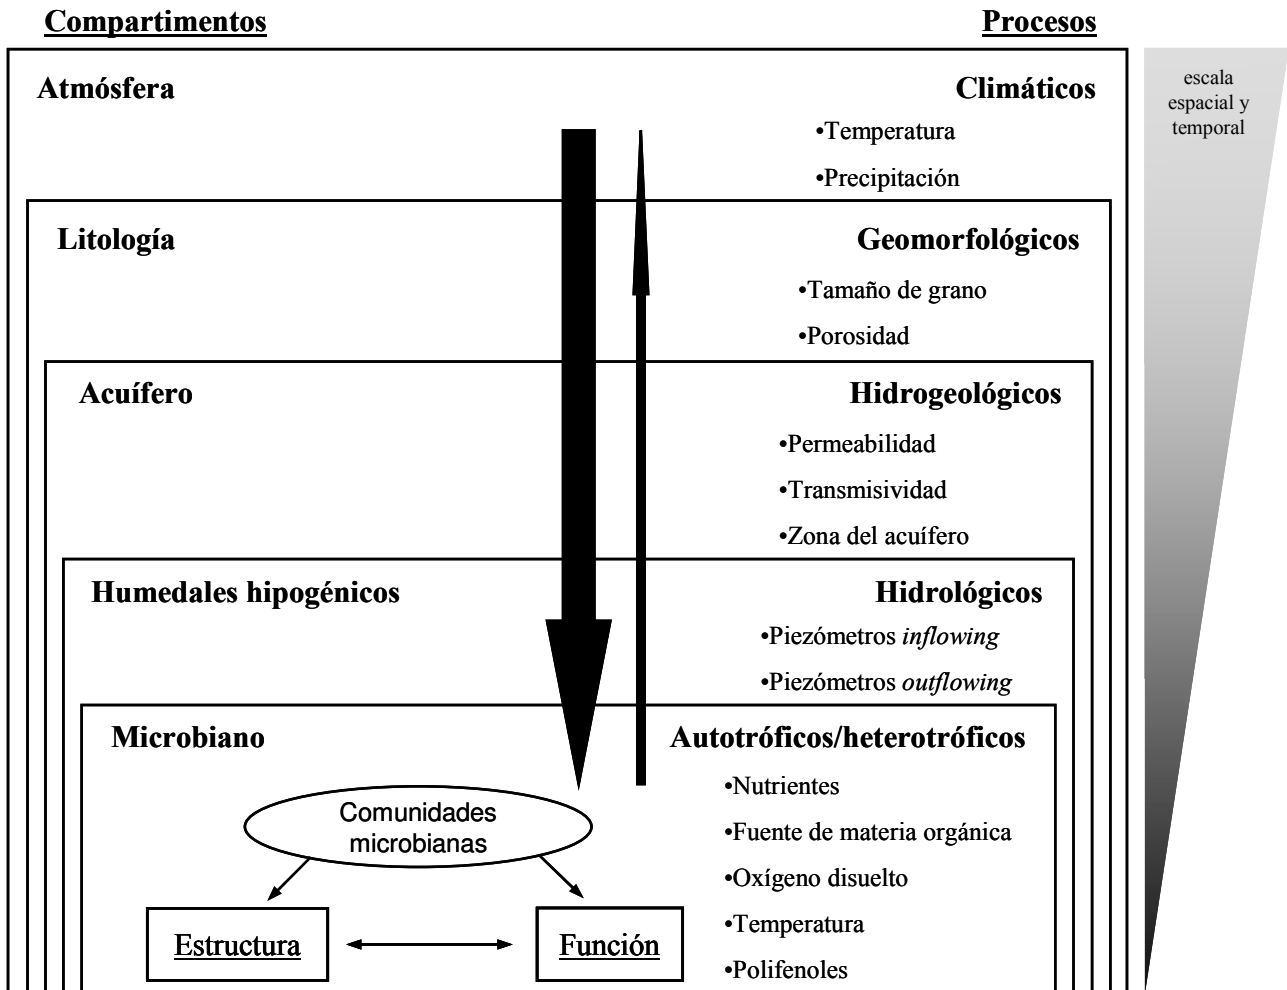 Compartimentos
Procesos
Atmósfera
Climáticos
•Temperatura
•Precipitación
escala
espacial y
temporal
Litología
Geomorfológicos
•Tamaño de grano
•Porosidad
Acuífero
Hidrogeológicos
•Permeabilidad
•Transmisividad
•Zona del acuífero
Humedales hipogénicos
Hidrológicos
•Piezómetros inflowing
•Piezómetros outflowing
Microbiano
Autotróficos/heterotróficos
•Nutrientes
•Fuente de materia orgánica
•Oxígeno disuelto
•Temperatura
•Polifenoles
Comunidades
microbianas
Estructura
Función